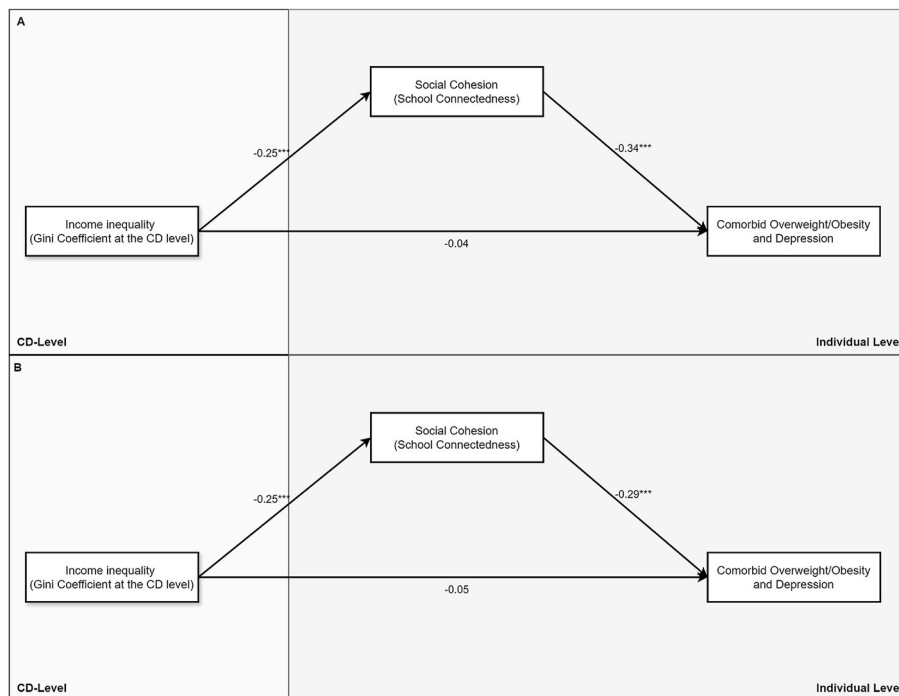 A
Social Cohesion
(School Connectedness)
-0.25***
-0.34***
Income inequality
(Gini Coefficient at the CD level)
Comorbid Overweight/Obesity
and Depression
-0.04
CD-Level
Individual Leve
B
Social Cohesion
(School Connectedness)
-0.25***
-0.29***
Income inequality
(Gini Coefficient at the CD level)
Comorbid Overweight/Obesity
and Depression
-0.05
CD-Level
Individual Leve